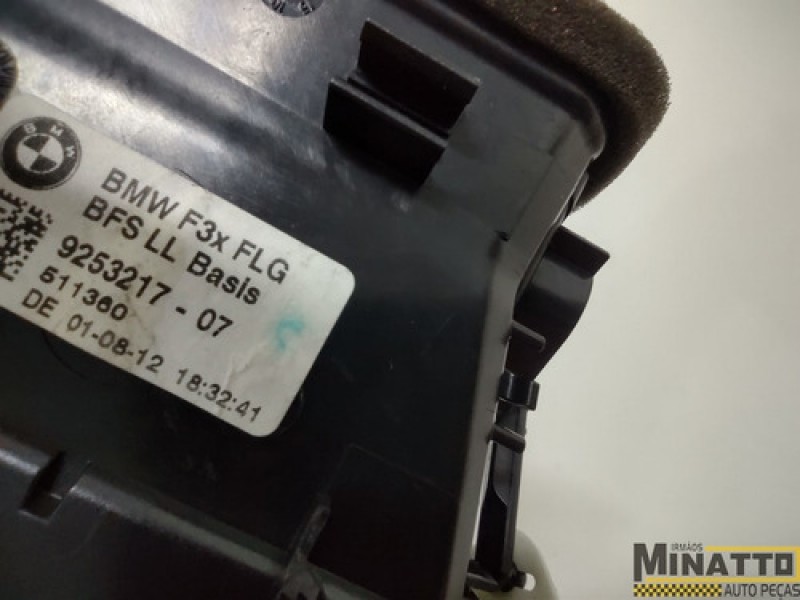 BMW
BMW F3x FLG
BFS LL Basis
9253217 - 07
511360
DE 01-08-12 18:32:41
IRMÃOS
MINATTO
AUTO PEÇAS